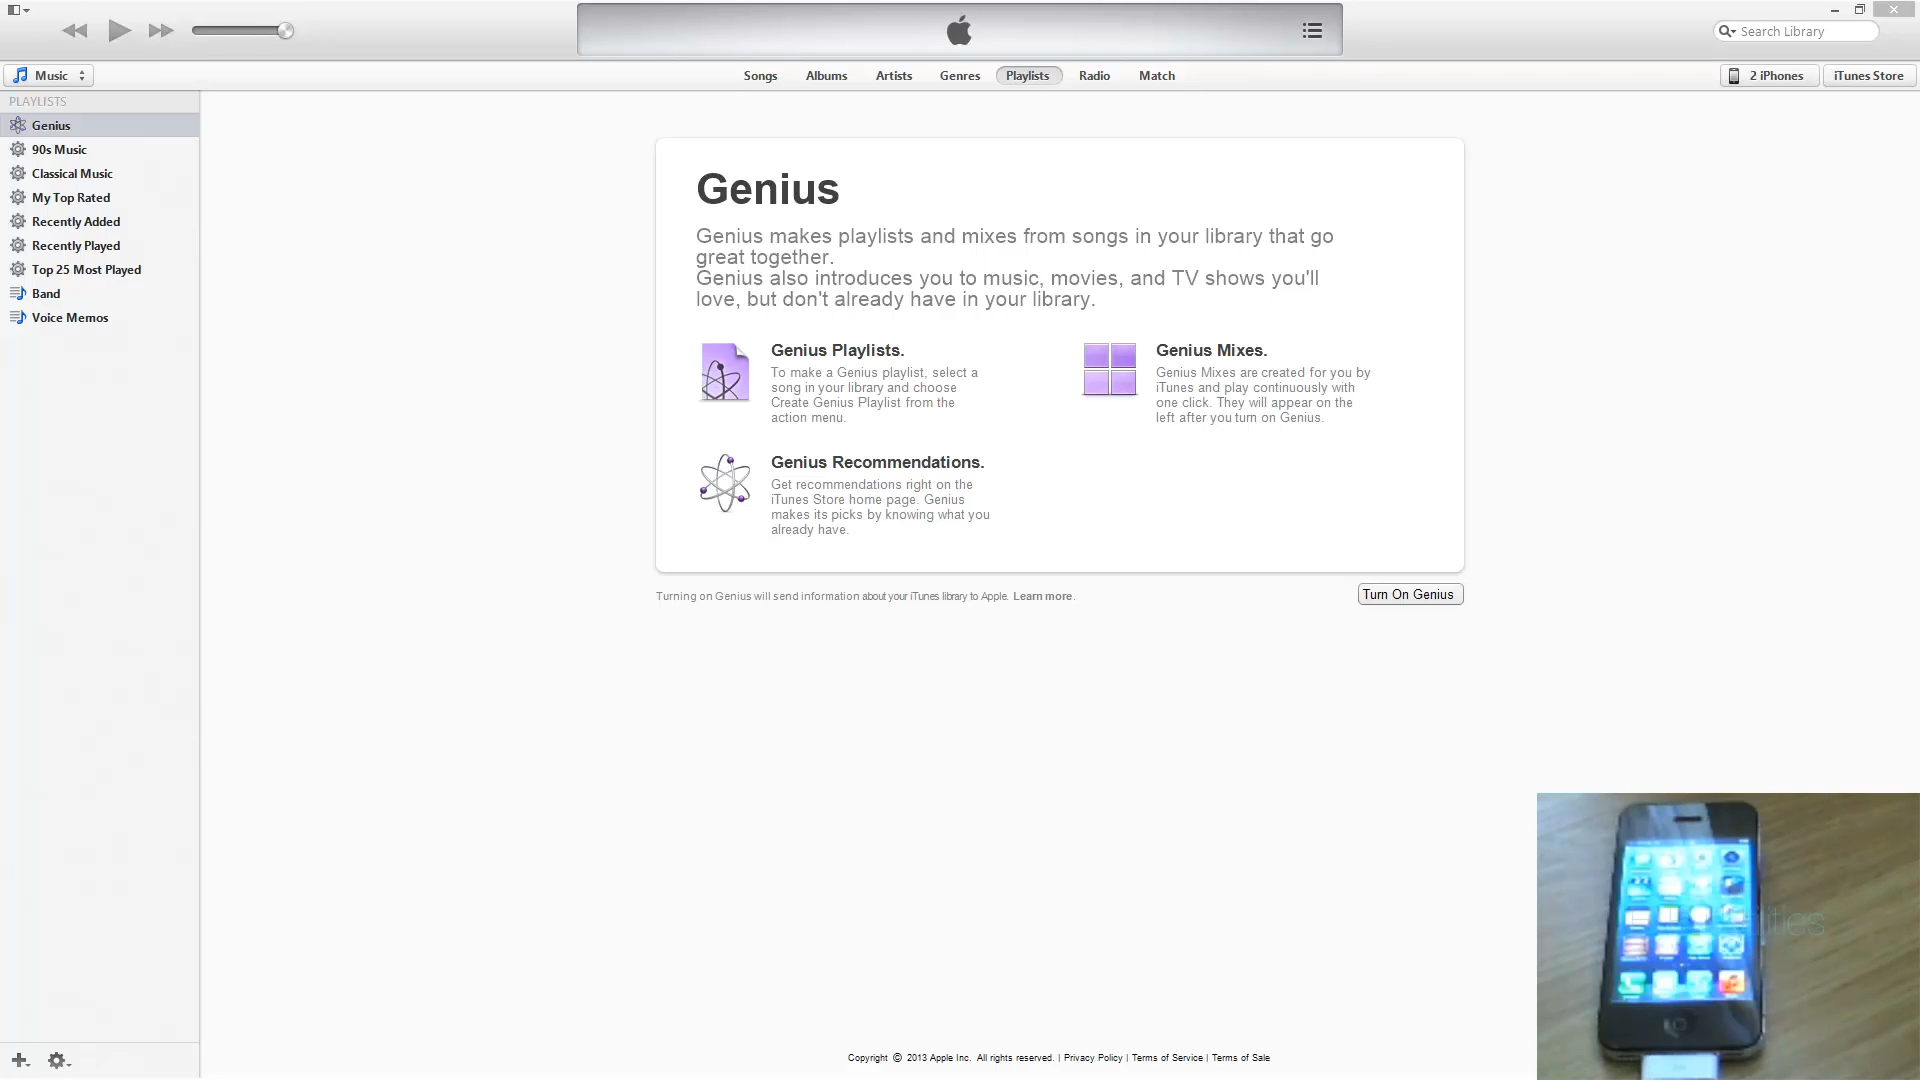 Search Library
Music
Songs
Albums
Artists
Genres
Playlists
Radio
Match
2 iPhones
iTunes Store
PLAYLISTS
Genius
90s Music
Classical Music
My Top Rated
Recently Added
Recently Played
Top 25 Most Played
Band
Voice Memos
Genius
Genius makes playlists and mixes from songs in your library that go
great together.
Genius also introduces you to music, movies, and TV shows you'll
love, but don't already have in your library.
Genius Playlists.
To make a Genius playlist, select a
song in your library and choose
Create Genius Playlist from the
action menu.
Genius Mixes.
Genius Mixes are created for you by
iTunes and play continuously with
one click. They will appear on the
left after you turn on Genius.
Genius Recommendations.
Get recommendations right on the
iTunes Store home page. Genius
makes its picks by knowing what you
already have.
Turning on Genius will send information about your iTunes library to Apple. Learn more.
Turn On Genius
Copyright © 2013 Apple Inc. All rights reserved. | Privacy Policy | Terms of Service | Terms of Sale